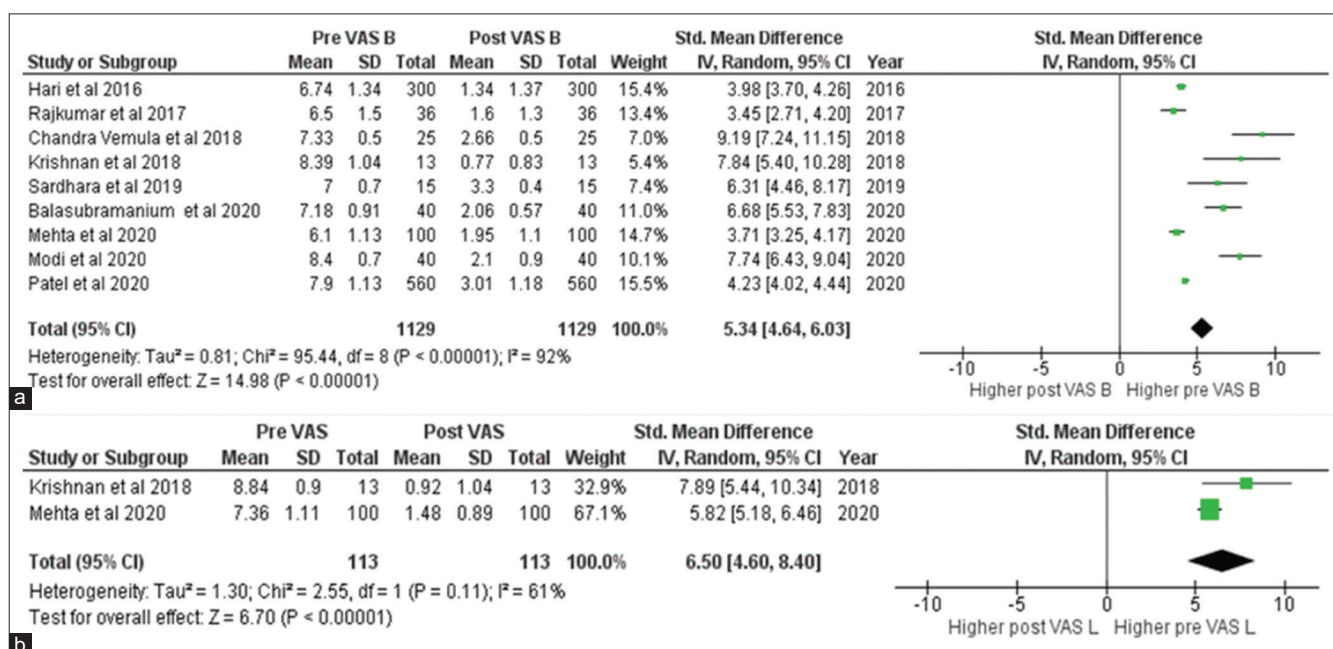 Pre VAS B Post VAS B Std. Mean Difference Std. Mean Difference
Study or Subgroup Mean SD Total Mean SD Total Weight IV, Random, 95% CI Year IV, Random, 95% CI
Hari et al 2016 6.74 1.34 300 1.34 1.37 300 15.4% 3.98 [3.70, 4.26] 2016
Rajkumar et al 2017 6.5 1.5 36 1.6 1.3 36 13.4% 3.45 [2.71, 4.20] 2017
Chandra Vemula et al 2018 7.33 0.5 25 2.66 0.5 25 7.0% 9.19 [7.24, 11.15] 2018
Krishnan et al 2018 8.39 1.04 13 0.77 0.83 13 5.4% 7.84 [5.40, 10.28] 2018
Sardhara et al 2019 7 0.7 15 3.3 0.4 15 7.4% 6.31 [4.46, 8.17] 2019
Balasubramanium et al 2020 7.18 0.91 40 2.06 0.57 40 11.0% 6.68 [5.53, 7.83] 2020
Mehta et al 2020 6.1 1.13 100 1.95 1.1 100 14.7% 3.71 [3.25, 4.17] 2020
Modi et al 2020 8.4 0.7 40 2.1 0.9 40 10.1% 7.74 [6.43, 9.04] 2020
Patel et al 2020 7.9 1.13 560 3.01 1.18 560 15.5% 4.23 [4.02, 4.44] 2020
Total (95% CI) 1129 1129 100.0% 5.34 [4.64, 6.03]
Heterogeneity: Tau² = 0.81; Chi² = 95.44, df = 8 (P < 0.00001); I² = 92%
Test for overall effect: Z = 14.98 (P < 0.00001)
-10 -5 0 5 10
Higher post VAS B Higher pre VAS B
a
Pre VAS Post VAS Std. Mean Difference Std. Mean Difference
Study or Subgroup Mean SD Total Mean SD Total Weight IV, Random, 95% CI Year IV, Random, 95% CI
Krishnan et al 2018 8.84 0.9 13 0.92 1.04 13 32.9% 7.89 [5.44, 10.34] 2018
Mehta et al 2020 7.36 1.11 100 1.48 0.89 100 67.1% 5.82 [5.18, 6.46] 2020
Total (95% CI) 113 113 100.0% 6.50 [4.60, 8.40]
Heterogeneity: Tau² = 1.30; Chi² = 2.55, df = 1 (P = 0.11); I² = 61%
Test for overall effect: Z = 6.70 (P < 0.00001)
-10 -5 0 5 10
Higher post VAS L Higher pre VAS L
b